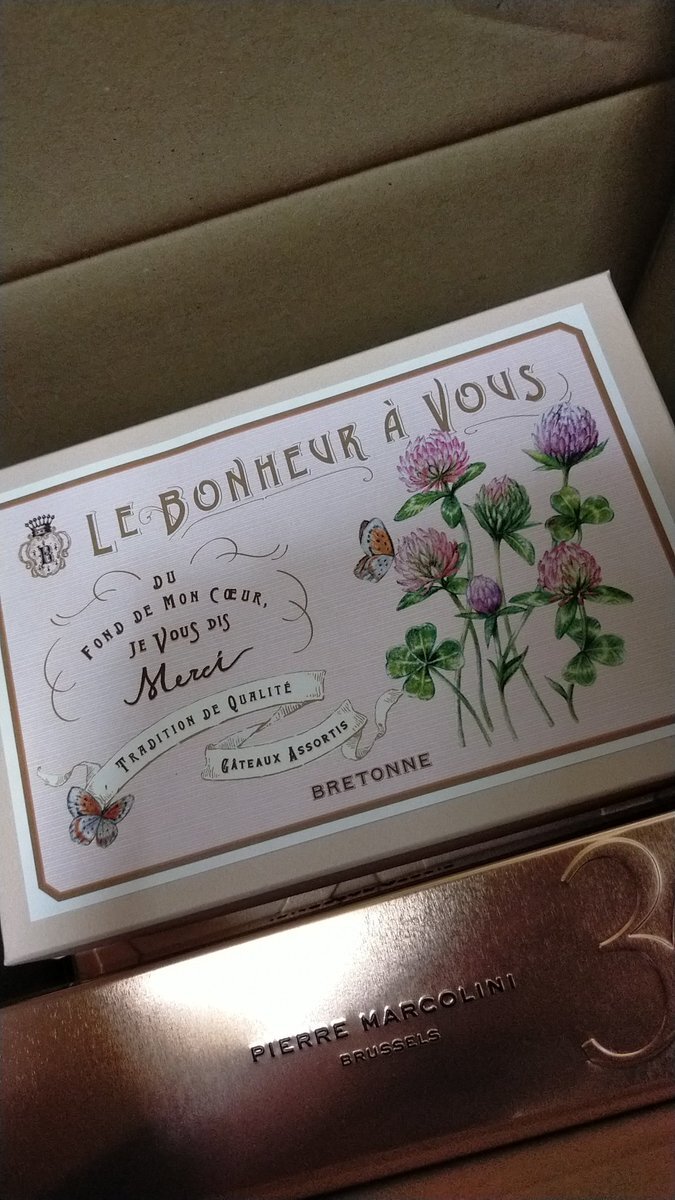 LE BONHEUR À VOUS
B
DU
FOND DE MON CŒUR,
JE VOUS DIS
Merci
TRADITION DE QUALITÉ
GÂTEAUX ASSORTIS
BRETONNE
3
PIERRE MARCOLINI
BRUSSELS